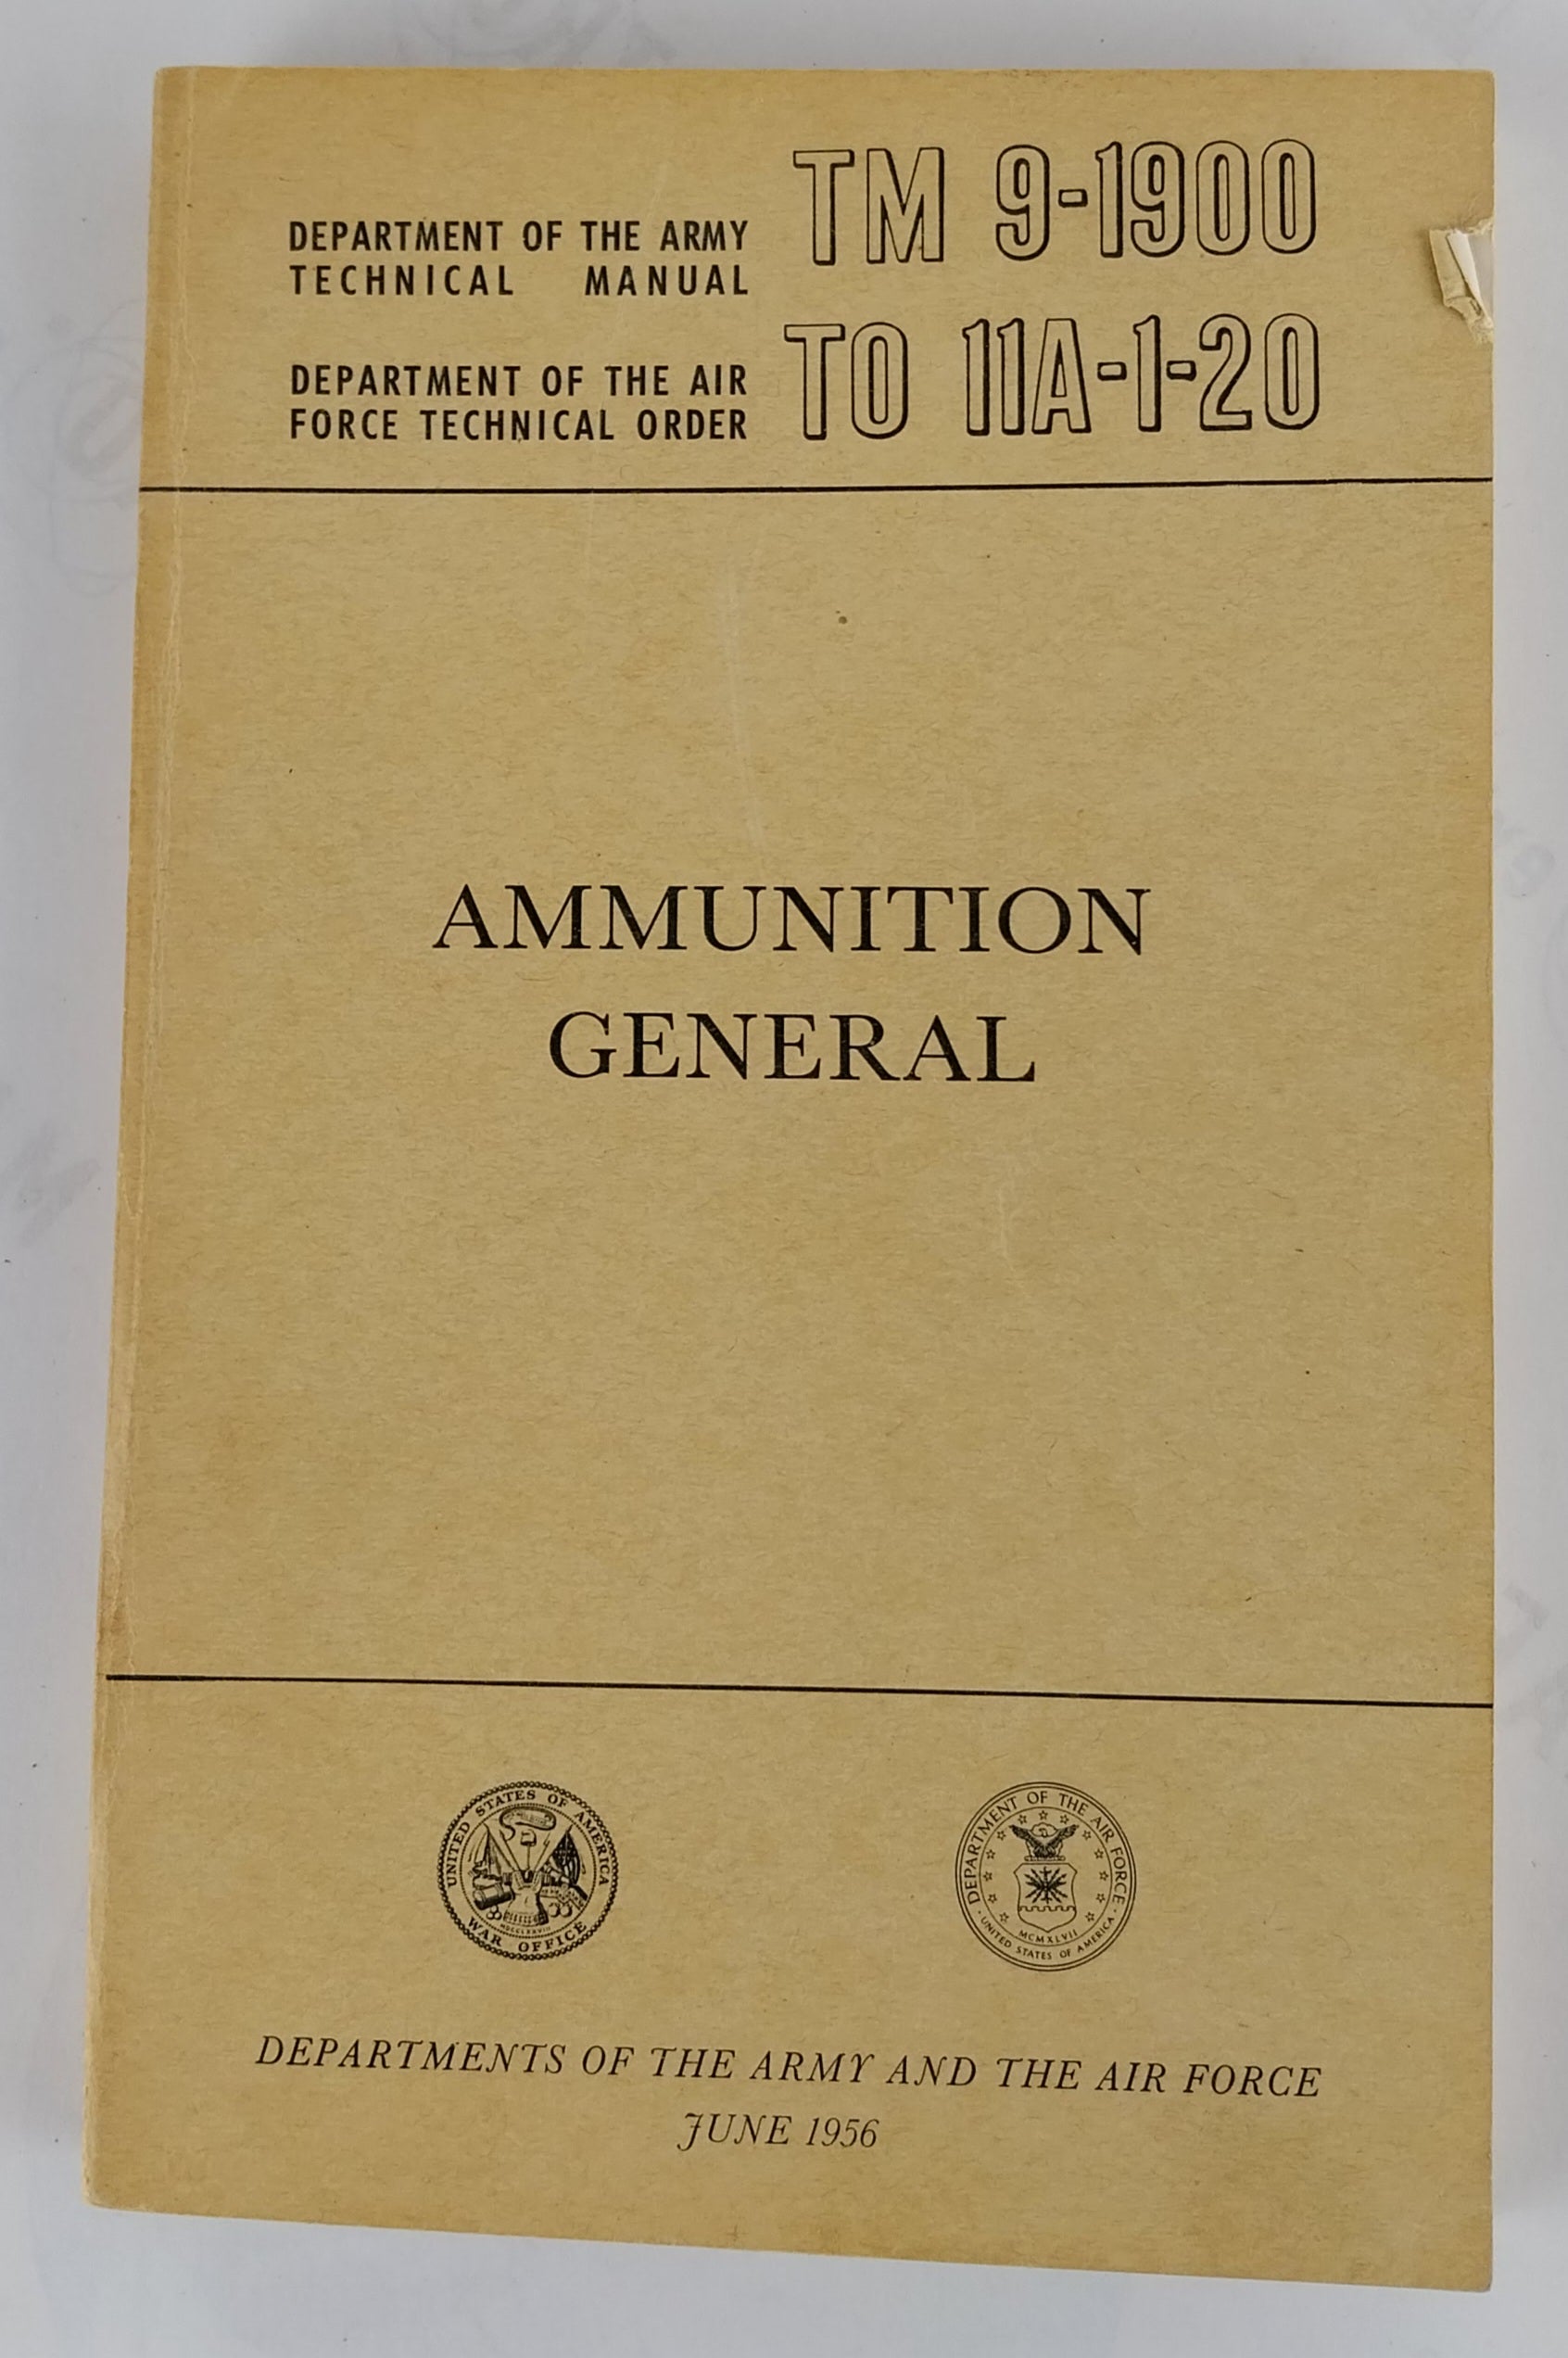 DEPARTMENT OF THE ARMY
TECHNICAL MANUAL
TM 9-1900
DEPARTMENT OF THE AIR
FORCE TECHNICAL ORDER
TO 11A-1-20
AMMUNITION
GENERAL
UNITED STATES OF AMERICA
WAR OFFICE
DEPARTMENT OF THE AIR FORCE
MCMXLVII
UNITED STATES OF AMERICA
DEPARTMENTS OF THE ARMY AND THE AIR FORCE
JUNE 1956